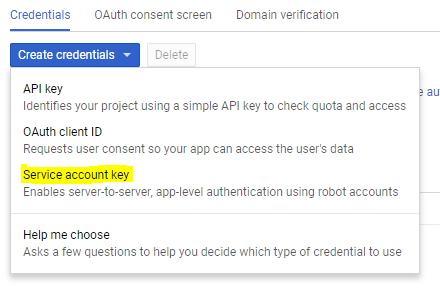 Credentials OAuth consent screen Domain verification
Create credentials Delete
API key
Identifies your project using a simple API key to check quota and access
e au
OAuth client ID
Requests user consent so your app can access the user's data
Service account key
Enables server-to-server, app-level authentication using robot accounts
Help me choose
Asks a few questions to help you decide which type of credential to use